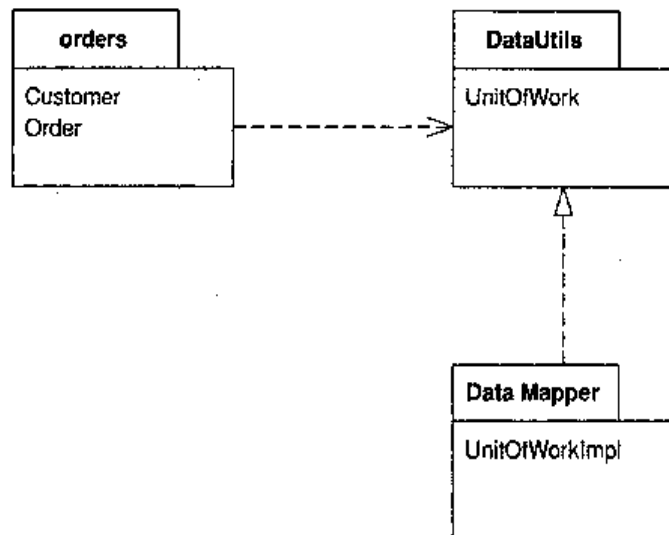 orders
Customer
Order
DataUtils
UnitOfWork
Data Mapper
UnitOfWorkImpl